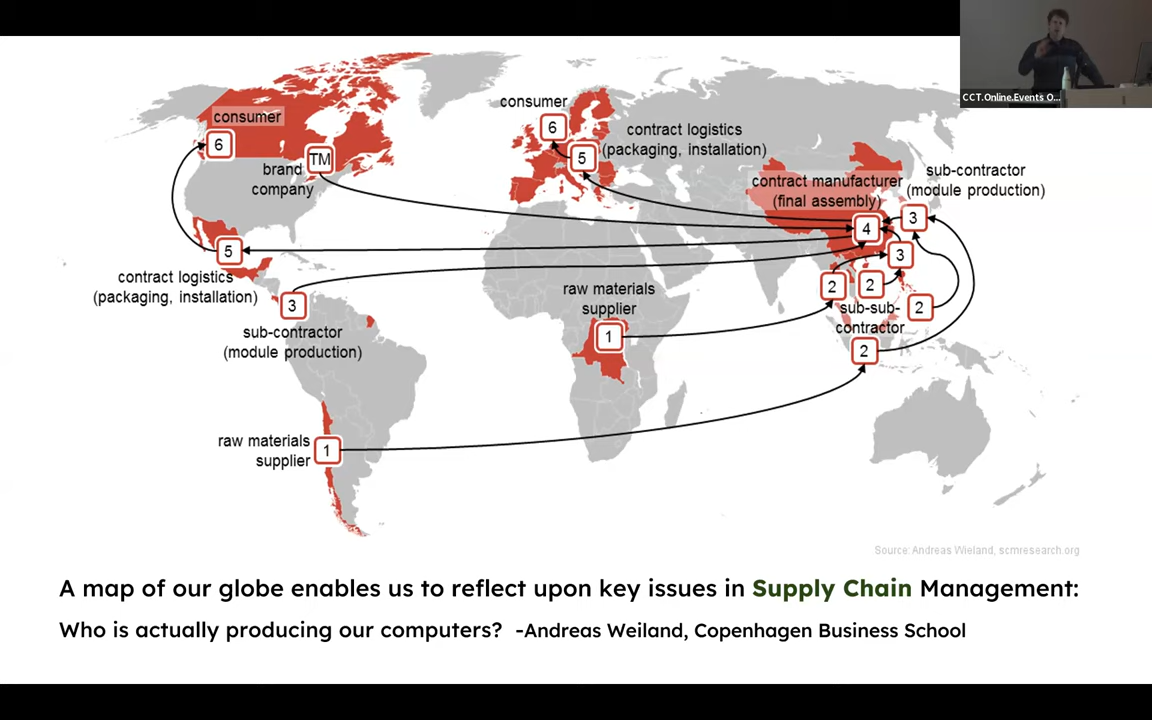 CCT.Online.Events O...
consumer
6
TM
brand
company
consumer
6
5
contract logistics
(packaging, installation)
contract manufacturer
(final assembly)
sub-contractor
(module production)
4
3
3
5
contract logistics
(packaging, installation)
3
sub-contractor
(module production)
raw materials
supplier
1
2
2
2
sub-sub-
contractor
2
raw materials
supplier
1
Source: Andreas Wieland, scmresearch.org
A map of our globe enables us to reflect upon key issues in Supply Chain Management:
Who is actually producing our computers? -Andreas Weiland, Copenhagen Business School